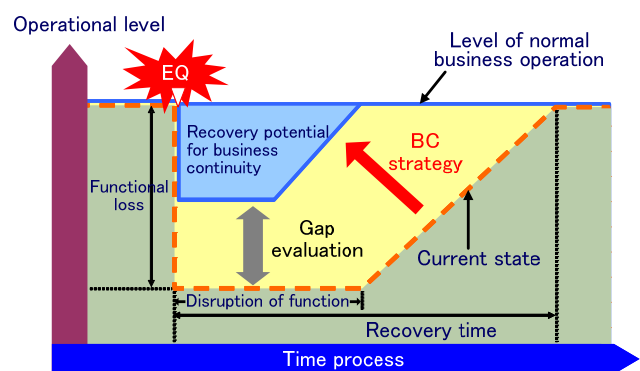 Operational level
EQ
Level of normal
business operation
Recovery potential
for business
continuity
BC
strategy
Functional
loss
Gap
evaluation
Current state
Disruption of function
Recovery time
Time process